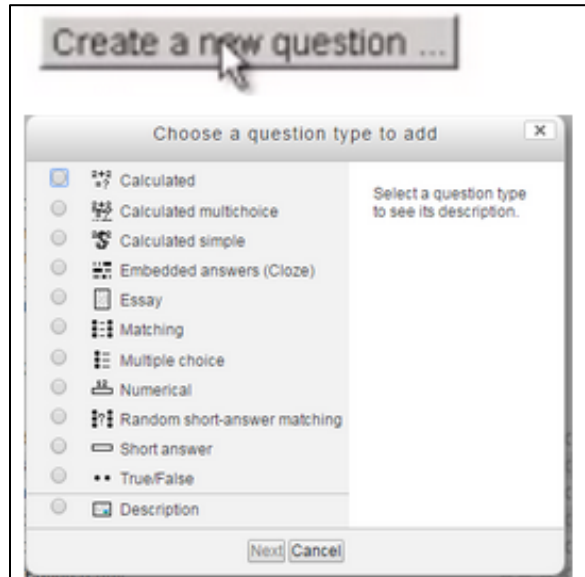 Create a new question ...
Choose a question type to add
Calculated
Calculated multichoice
Calculated simple
Embedded answers (Cloze)
Essay
Matching
Multiple choice
Numerical
Random short-answer matching
Short answer
True/False
Description
Select a question type
to see its description.
Next Cancel